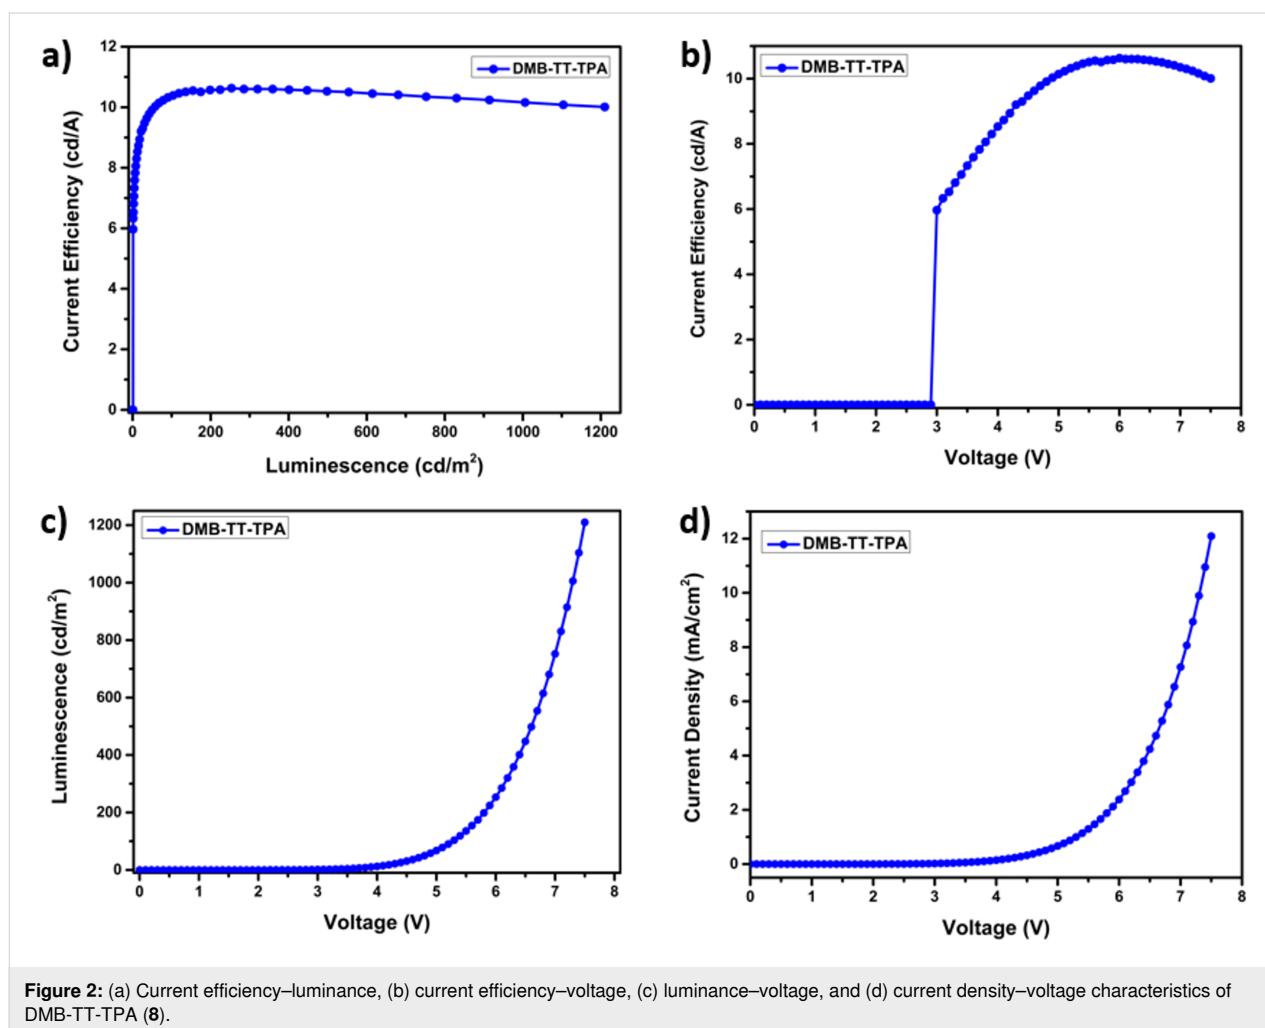 a)
DMB-TT-TPA
Current Efficiency (cd/A)
12
10
8
6
4
2
0
0 200 400 600 800 1000 1200
Luminescence (cd/m²)
b)
DMB-TT-TPA
Current Efficiency (cd/A)
10
8
6
4
2
0
0 1 2 3 4 5 6 7 8
Voltage (V)
c)
DMB-TT-TPA
Luminescence (cd/m²)
1200
1000
800
600
400
200
0
0 1 2 3 4 5 6 7 8
Voltage (V)
d)
DMB-TT-TPA
Current Density (mA/cm²)
12
10
8
6
4
2
0
0 1 2 3 4 5 6 7 8
Voltage (V)
Figure 2: (a) Current efficiency–luminance, (b) current efficiency–voltage, (c) luminance–voltage, and (d) current density–voltage characteristics of
DMB-TT-TPA (8).